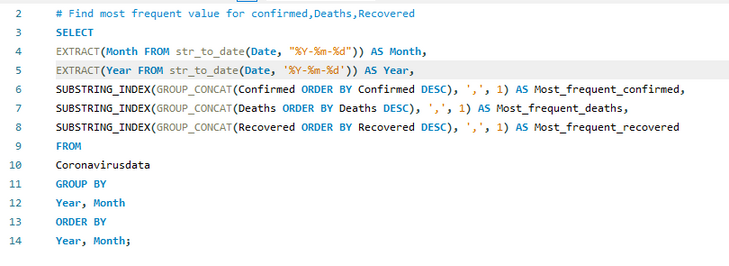 2 # Find most frequent value for confirmed,Deaths,Recovered
3 SELECT
4 EXTRACT(Month FROM str_to_date(Date, "%Y-%m-%d")) AS Month,
5 EXTRACT(Year FROM str_to_date(Date, '%Y-%m-%d')) AS Year,
6 SUBSTRING_INDEX(GROUP_CONCAT(Confirmed ORDER BY Confirmed DESC), ',', 1) AS Most_frequent_confirmed,
7 SUBSTRING_INDEX(GROUP_CONCAT(Deaths ORDER BY Deaths DESC), ',', 1) AS Most_frequent_deaths,
8 SUBSTRING_INDEX(GROUP_CONCAT(Recovered ORDER BY Recovered DESC), ',', 1) AS Most_frequent_recovered
9 FROM
10 Coronavirusdata
11 GROUP BY
12 Year, Month
13 ORDER BY
14 Year, Month;